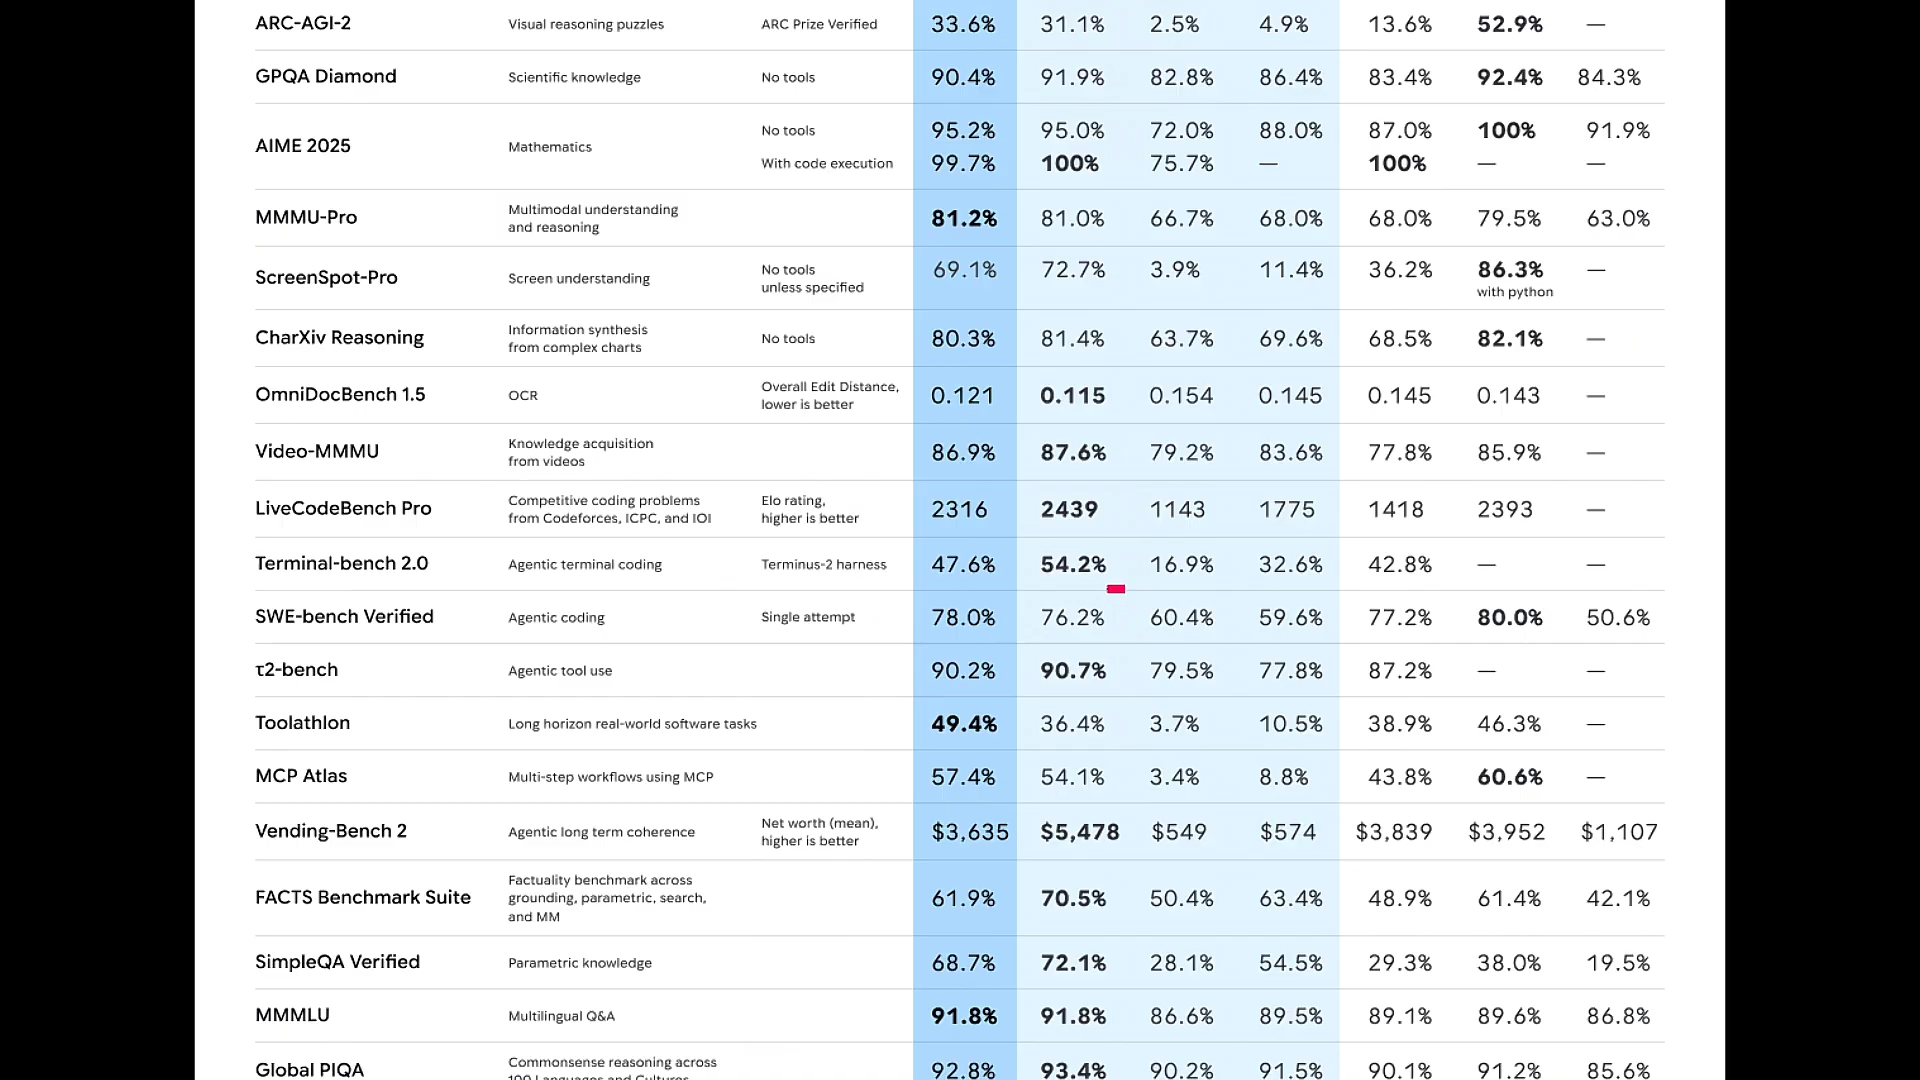 ARC-AGI-2 Visual reasoning puzzles ARC Prize Verified 33.6% 31.1% 2.5% 4.9% 13.6% 52.9% —
GPQA Diamond Scientific knowledge No tools 90.4% 91.9% 82.8% 86.4% 83.4% 92.4% 84.3%
AIME 2025 Mathematics No tools 95.2% 95.0% 72.0% 88.0% 87.0% 100% 91.9%
With code execution 99.7% 100% 75.7% — 100% — —
MMMU-Pro Multimodal understanding
and reasoning 81.2% 81.0% 66.7% 68.0% 68.0% 79.5% 63.0%
ScreenSpot-Pro Screen understanding No tools
unless specified 69.1% 72.7% 3.9% 11.4% 36.2% 86.3% —
with python
CharXiv Reasoning Information synthesis
from complex charts No tools 80.3% 81.4% 63.7% 69.6% 68.5% 82.1% —
OmniDocBench 1.5 OCR Overall Edit Distance,
lower is better 0.121 0.115 0.154 0.145 0.145 0.143 —
Video-MMMU Knowledge acquisition
from videos 86.9% 87.6% 79.2% 83.6% 77.8% 85.9% —
LiveCodeBench Pro Competitive coding problems
from Codeforces, ICPC, and IOI Elo rating,
higher is better 2316 2439 1143 1775 1418 2393 —
Terminal-bench 2.0 Agentic terminal coding Terminus-2 harness 47.6% 54.2% 16.9% 32.6% 42.8% — —
SWE-bench Verified Agentic coding Single attempt 78.0% 76.2% 60.4% 59.6% 77.2% 80.0% 50.6%
τ2-bench Agentic tool use 90.2% 90.7% 79.5% 77.8% 87.2% — —
Toolathlon Long horizon real-world software tasks 49.4% 36.4% 3.7% 10.5% 38.9% 46.3% —
MCP Atlas Multi-step workflows using MCP 57.4% 54.1% 3.4% 8.8% 43.8% 60.6% —
Vending-Bench 2 Agentic long term coherence Net worth (mean),
higher is better $3,635 $5,478 $549 $574 $3,839 $3,952 $1,107
FACTS Benchmark Suite Factuality benchmark across
grounding, parametric, search,
and MM 61.9% 70.5% 50.4% 63.4% 48.9% 61.4% 42.1%
SimpleQA Verified Parametric knowledge 68.7% 72.1% 28.1% 54.5% 29.3% 38.0% 19.5%
MMMLU Multilingual Q&A 91.8% 91.8% 86.6% 89.5% 89.1% 89.6% 86.8%
Global PIQA Commonsense reasoning across
100 Languages and Cultures 92.8% 93.4% 90.2% 91.5% 90.1% 91.2% 85.6%